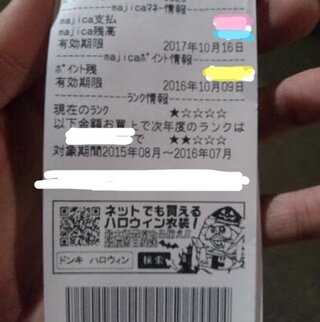 majicaマネー情報
majica支払
majica残高
有効期限 2017年10月16日
majicaポイント情報
ポイント残
有効期限 2016年10月09日
ランク情報
現在のランク ★☆☆☆☆
以下金額お買上で次年度のランクは
で ★★☆☆☆
対象期間2015年08月～2016年07月
ネットでも買える
ハロウィン衣装!
ドンキ ハロウィン 検索